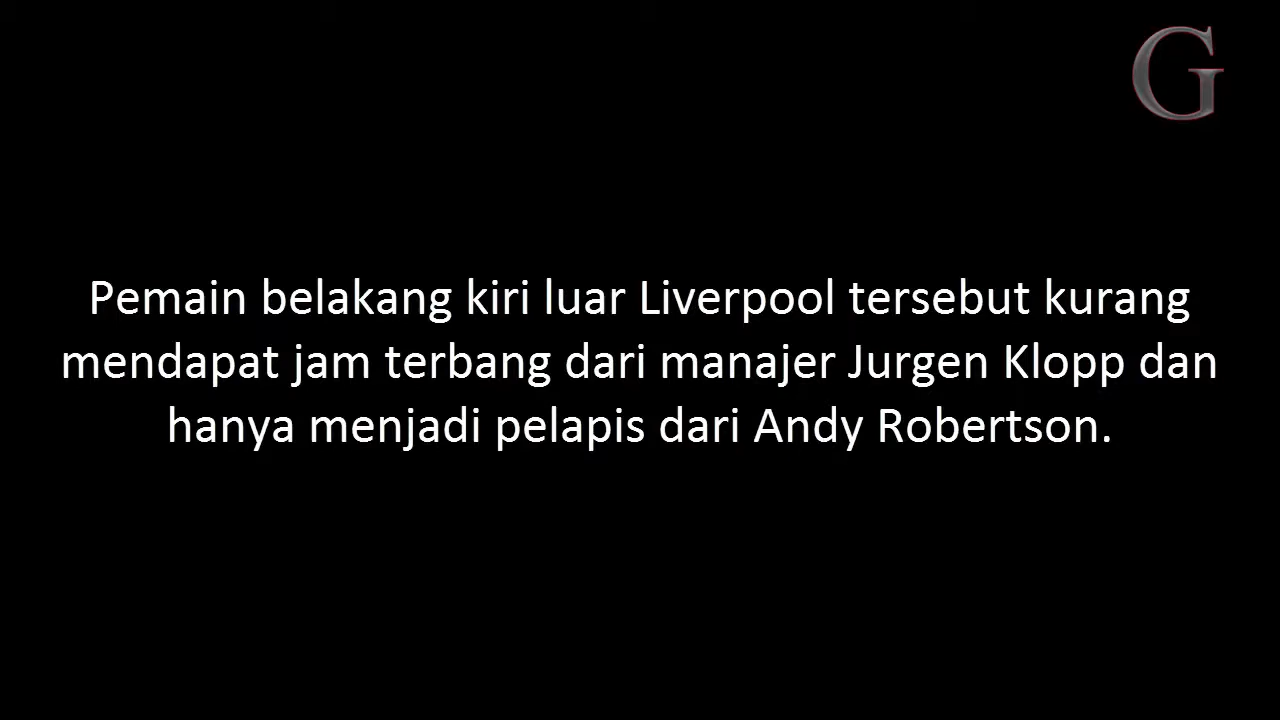 G
Pemain belakang kiri luar Liverpool tersebut kurang
mendapat jam terbang dari manajer Jurgen Klopp dan
hanya menjadi pelapis dari Andy Robertson.